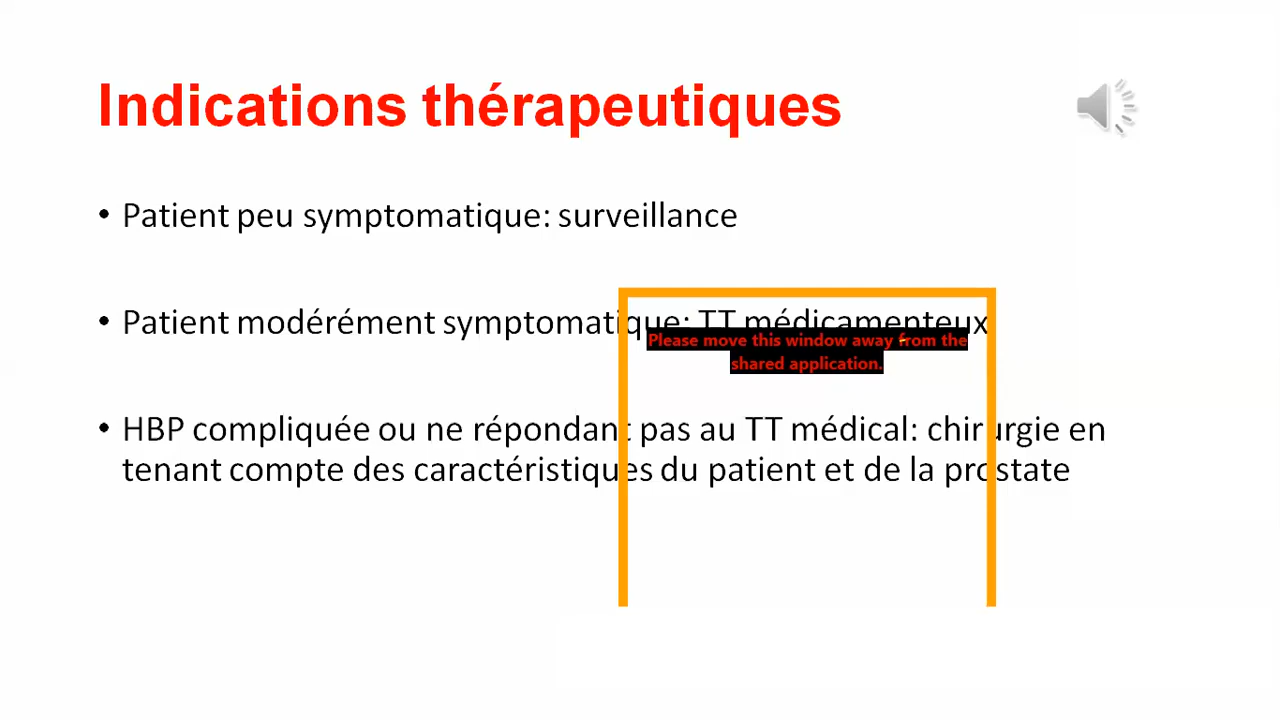 Indications thérapeutiques
• Patient peu symptomatique: surveillance
• Patient modérément symptomatique: TT médicamenteux
Please move this window away from the
shared application.
• HBP compliquée ou ne répondant pas au TT médical: chirurgie en
tenant compte des caractéristiques du patient et de la prostate